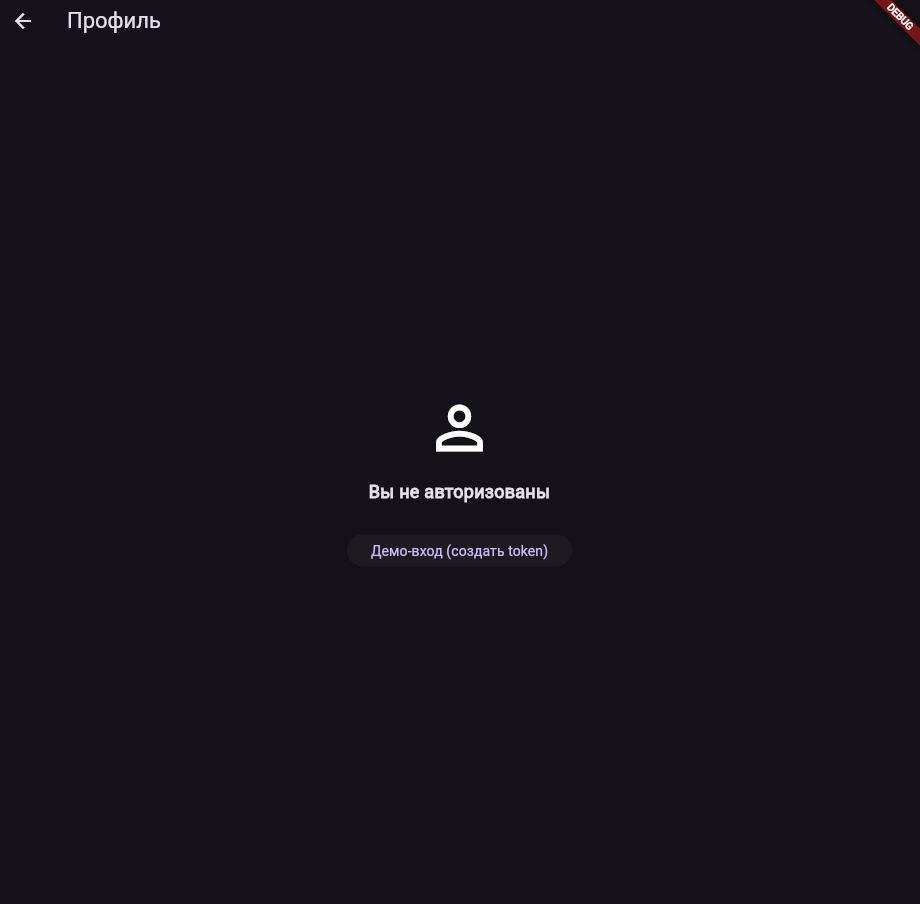 Профиль
DEBUG
Вы не авторизованы
Демо-вход (создать token)